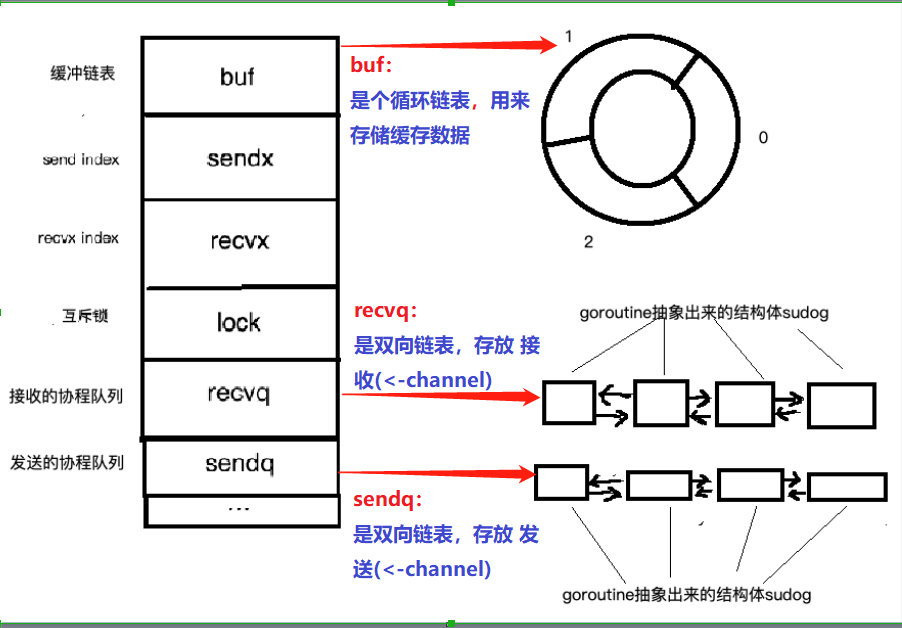 缓冲链表
buf
send index
sendx
recvx index
recvx
互斥锁
lock
接收的协程队列
recvq
发送的协程队列
sendq
...
buf：
是个循环链表，用来
存储缓存数据
1
0
2
recvq：
是双向链表，存放 接
收(<-channel)
goroutine抽象出来的结构体sudog
sendq：
是双向链表，存放 发
送(<-channel)
goroutine抽象出来的结构体sudog